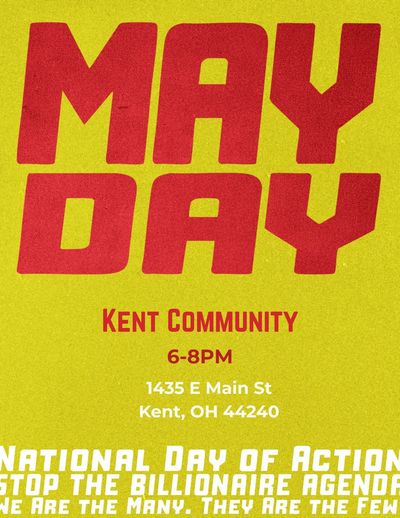 MAY
DAY
KENT COMMUNITY
6-8PM
1435 E Main St
Kent, OH 44240
NATIONAL DAY OF ACTION
STOP THE BILLIONAIRE AGENDA
WE ARE THE MANY. THEY ARE THE FEW